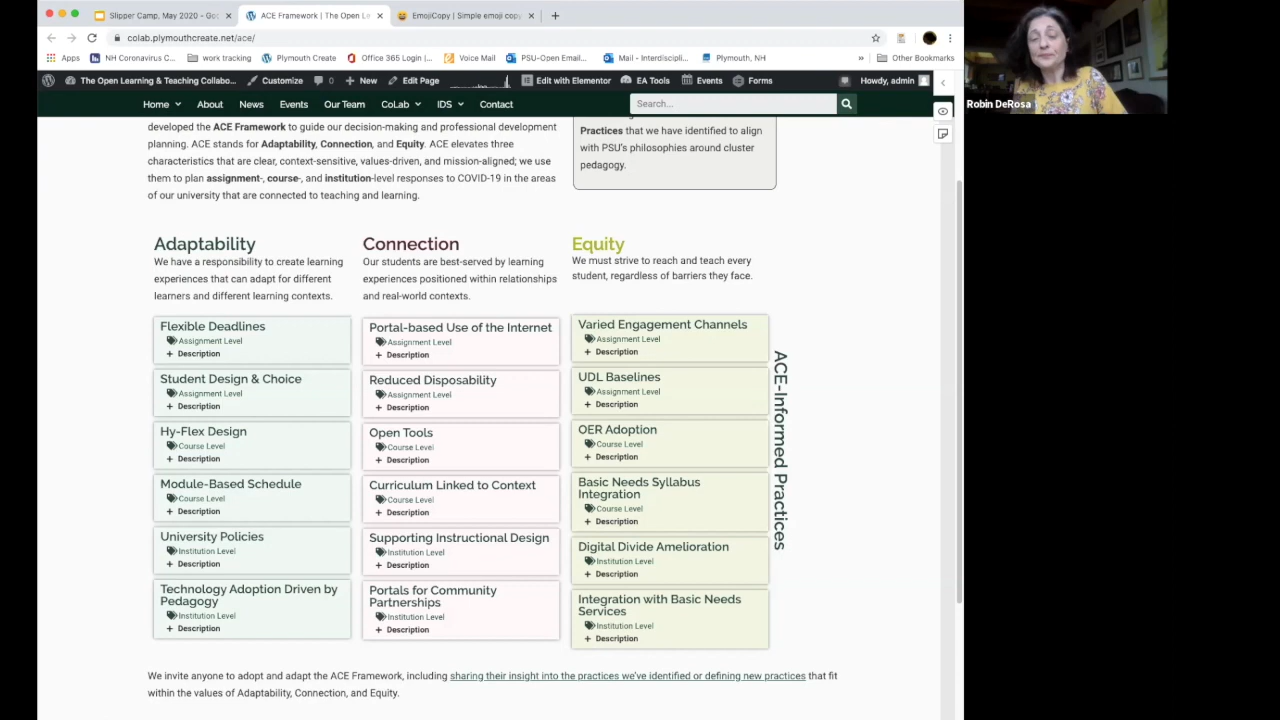 Slipper Camp, May 2020 - Goo
ACE Framework | The Open Le
EmojiCopy | Simple emoji copy
colab.plymouthcreate.net/ace/
Apps
NH Coronavirus C...
work tracking
Plymouth Create
Office 365 Login |...
Voice Mail
PSU-Open Email...
Mail - Interdiscipli...
Plymouth, NH
Other Bookmarks
The Open Learning & Teaching Collabo...
Customize
0
New
Edit Page
Edit with Elementor
EA Tools
Events
Forms
Howdy, admin
Home
About
News
Events
Our Team
CoLab
IDS
Contact
Search...
Robin DeRosa
developed the ACE Framework to guide our decision-making and professional development
planning. ACE stands for Adaptability, Connection, and Equity. ACE elevates three
characteristics that are clear, context-sensitive, values-driven, and mission-aligned; we use
them to plan assignment-, course-, and institution-level responses to COVID-19 in the areas
of our university that are connected to teaching and learning.
Practices that we have identified to align
with PSU's philosophies around cluster
pedagogy.
Adaptability
We have a responsibility to create learning
experiences that can adapt for different
learners and different learning contexts.
Flexible Deadlines
Assignment Level
+ Description
Student Design & Choice
Assignment Level
+ Description
Hy-Flex Design
Course Level
+ Description
Module-Based Schedule
Course Level
+ Description
University Policies
Institution Level
+ Description
Technology Adoption Driven by
Pedagogy
Institution Level
+ Description
Connection
Our students are best-served by learning
experiences positioned within relationships
and real-world contexts.
Portal-based Use of the Internet
Assignment Level
+ Description
Reduced Disposability
Assignment Level
+ Description
Open Tools
Course Level
+ Description
Curriculum Linked to Context
Course Level
+ Description
Supporting Instructional Design
Institution Level
+ Description
Portals for Community
Partnerships
Institution Level
+ Description
Equity
We must strive to reach and teach every
student, regardless of barriers they face.
Varied Engagement Channels
Assignment Level
+ Description
UDL Baselines
Assignment Level
+ Description
OER Adoption
Course Level
+ Description
Basic Needs Syllabus
Integration
Course Level
+ Description
Digital Divide Amelioration
Institution Level
+ Description
Integration with Basic Needs
Services
Institution Level
+ Description
ACE-Informed Practices
We invite anyone to adopt and adapt the ACE Framework, including sharing their insight into the practices we've identified or defining new practices that fit
within the values of Adaptability, Connection, and Equity.